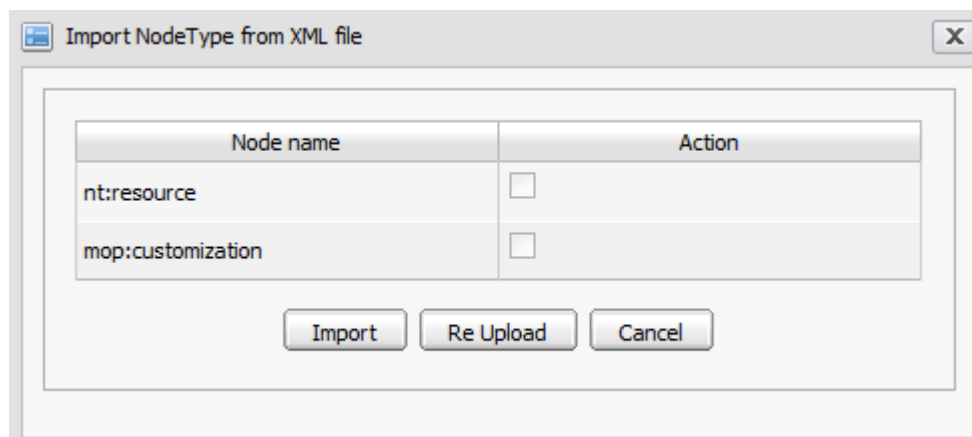 Import NodeType from XML file
X
Node name Action
nt:resource
mop:customization
Import Re Upload Cancel